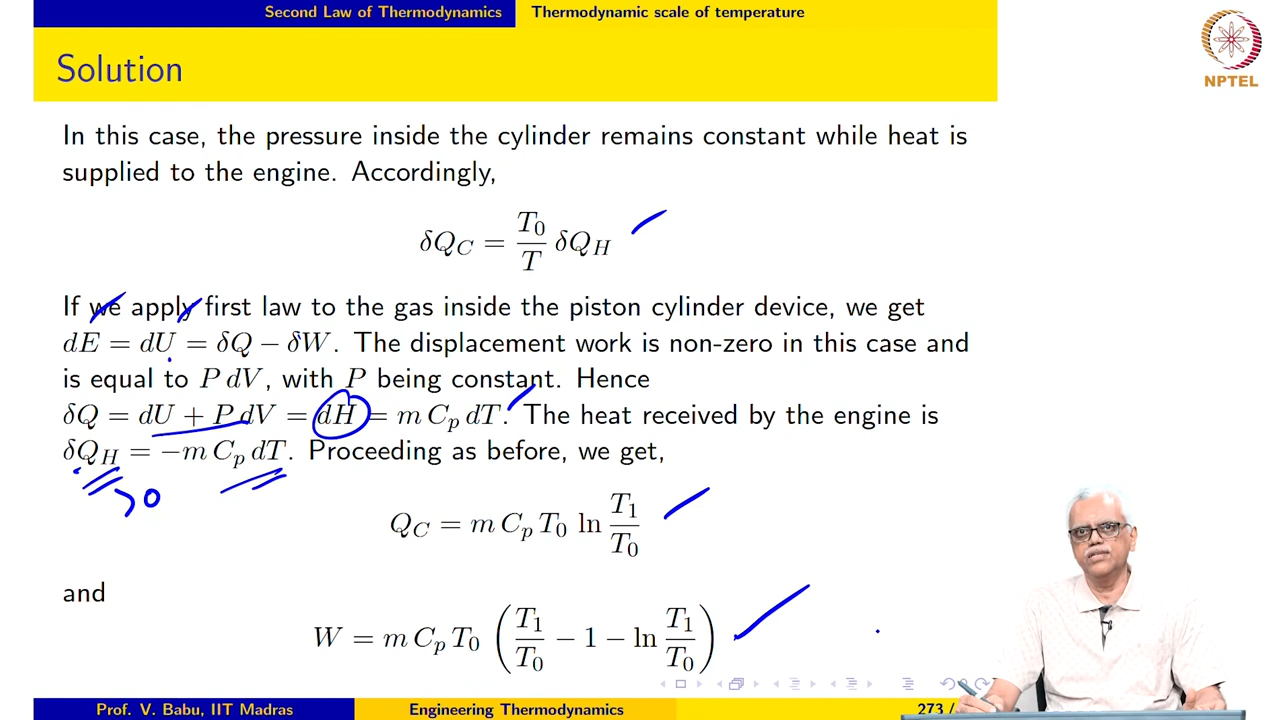 Second Law of Thermodynamics Thermodynamic scale of temperature
NPTEL
Solution
In this case, the pressure inside the cylinder remains constant while heat is
supplied to the engine. Accordingly,
δQ_C = T_0/T δQ_H
If we apply first law to the gas inside the piston cylinder device, we get
dE = dU = δQ − δW. The displacement work is non-zero in this case and
is equal to P dV, with P being constant. Hence
δQ = dU + P dV = dH = m C_p dT. The heat received by the engine is
δQ_H = −m C_p dT. Proceeding as before, we get,
>0
Q_C = m C_p T_0 ln T_1/T_0
and
W = m C_p T_0 (T_1/T_0 − 1 − ln T_1/T_0)
Prof. V. Babu, IIT Madras Engineering Thermodynamics 273 /